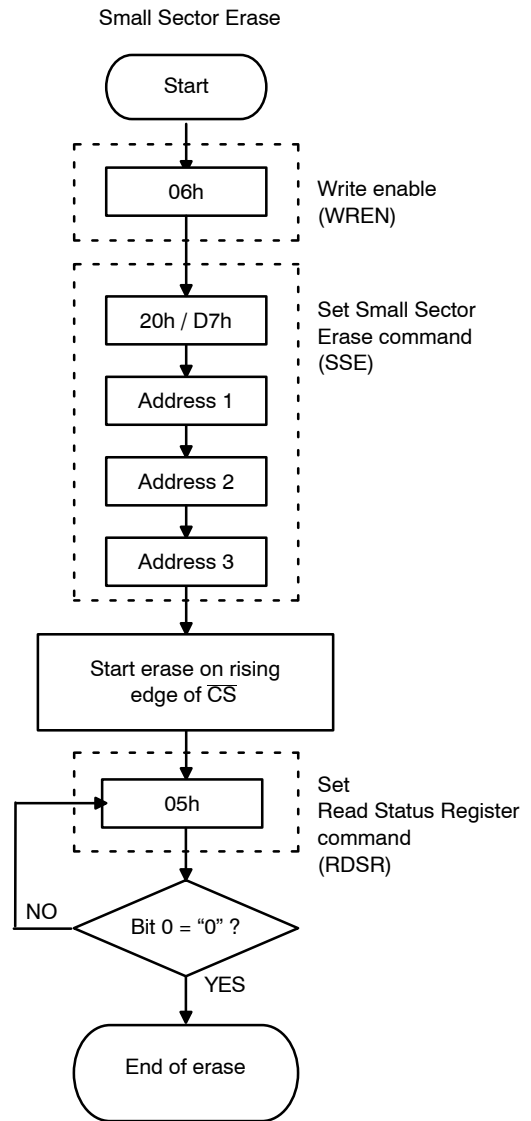 Small Sector Erase
Start
06h
Write enable
(WREN)
20h / D7h
Set Small Sector
Erase command
(SSE)
Address 1
Address 2
Address 3
Start erase on rising
edge of C̅S̅
05h
Set
Read Status Register
command
(RDSR)
NO
Bit 0 = “0” ?
YES
End of erase